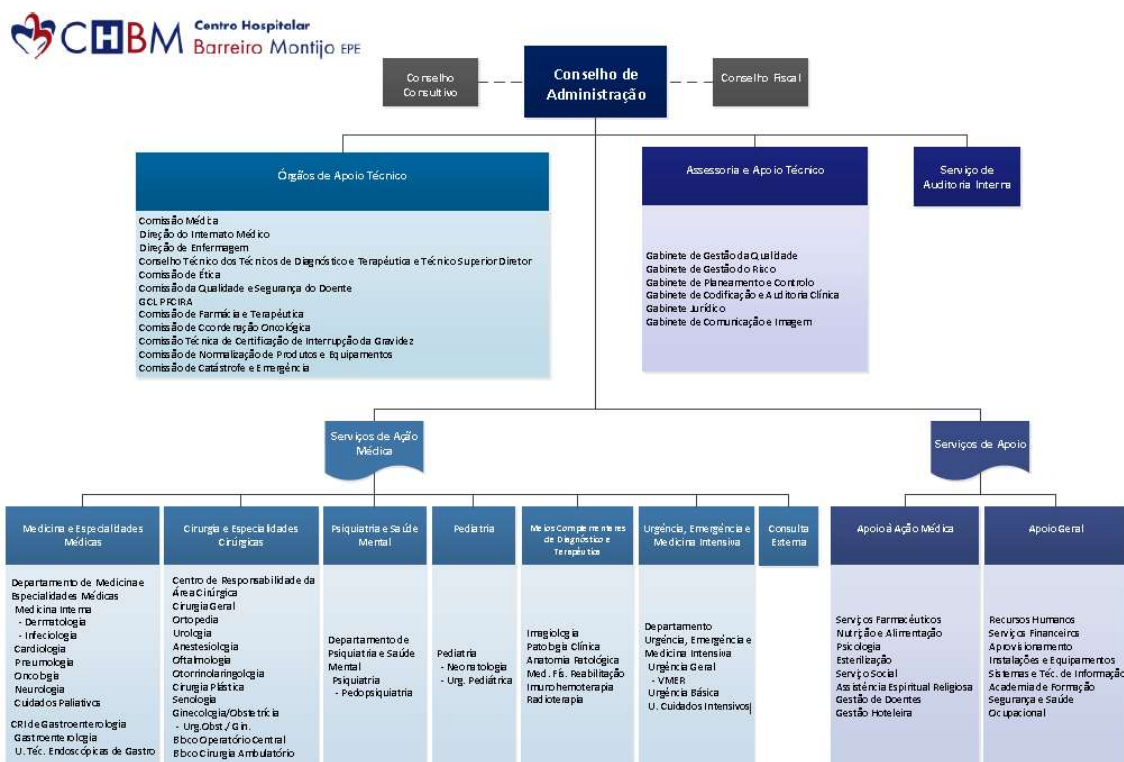 CHBM
Centro Hospitalar
Barreiro Montijo EPE
Conselho
Consultivo
Conselho de
Administração
Conselho Fiscal
Órgãos de Apoio Técnico
Comissão Médica
Direção do Internato Médico
Direção de Enfermagem
Conselho Técnico dos Técnicos de Diagnóstico e Terapêutica e Técnico Superior Diretor
Comissão de Ética
Comissão da Qualidade e Segurança do Doente
GCL PPCIRA
Comissão de Farmácia e Terapêutica
Comissão de Coordenação Oncológica
Comissão Técnica de Certificação de Interrupção da Gravidez
Comissão de Normalização de Produtos e Equipamentos
Comissão de Catástrofe e Emergência
Assessoria e Apoio Técnico
Gabinete de Gestão da Qualidade
Gabinete de Gestão do Risco
Gabinete de Planeamento e Controlo
Gabinete de Codificação e Auditoria Clínica
Gabinete Jurídico
Gabinete de Comunicação e Imagem
Serviço de
Auditoria Interna
Serviços de Ação
Médica
Serviços de Apoio
Medicina e Especialidades
Médicas
Departamento de Medicina e
Especialidades Médicas
Medicina Interna
- Dermatologia
- Infeciologia
Cardiologia
Pneumologia
Oncologia
Neurologia
Cuidados Paliativos
CRI de Gastroenterologia
Gastroenterologia
U. Téc. Endoscópicas de Gastro
Cirurgia e Especialidades
Cirúrgicas
Centro de Responsabilidade da
Área Cirúrgica
Cirurgia Geral
Ortopedia
Urologia
Anestesiologia
Oftalmologia
Otorrinolaringologia
Cirurgia Plástica
Senologia
Ginecologia/Obstetrícia
- Urg.Obst./ Gin.
Bloco Operatório Central
Bloco Cirurgia Ambulatório
Psiquiatria e Saúde
Mental
Departamento de
Psiquiatria e Saúde
Mental
Psiquiatria
- Pedopsiquiatria
Pediatria
Pediatria
- Neonatologia
- Urg. Pediátrica
Meios Complementares
de Diagnóstico e
Terapêutica
Imagiologia
Patologia Clínica
Anatomia Patológica
Med. Fís. Reabilitação
Imunohemoterapia
Radioterapia
Urgência, Emergência e
Medicina Intensiva
Departamento
Urgência, Emergência e
Medicina Intensiva
Urgência Geral
- VMER
Urgência Básica
U. Cuidados Intensivos
Consulta
Externa
Apoio à Ação Médica
Serviços Farmacêuticos
Nutrição e Alimentação
Psicologia
Esterilização
Serviço Social
Assistência Espiritual Religiosa
Gestão de Doentes
Gestão Hoteleira
Apoio Geral
Recursos Humanos
Serviços Financeiros
Aprovisionamento
Instalações e Equipamentos
Sistemas e Téc. de Informação
Academia de Formação
Segurança e Saúde
Ocupacional